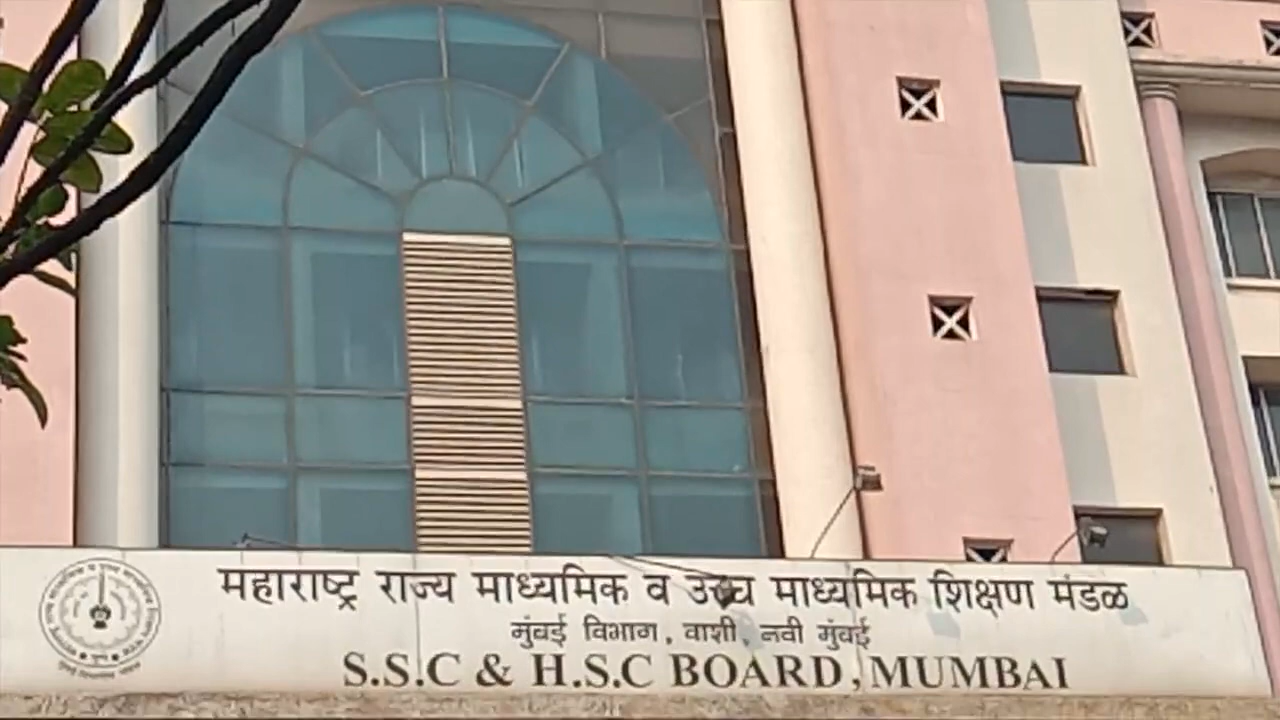 महाराष्ट्र राज्य माध्यमिक व उच्च माध्यमिक शिक्षण मंडळ
मुंबई विभाग, वाशी, नवी मुंबई
S.S.C & H.S.C BOARD, MUMBAI